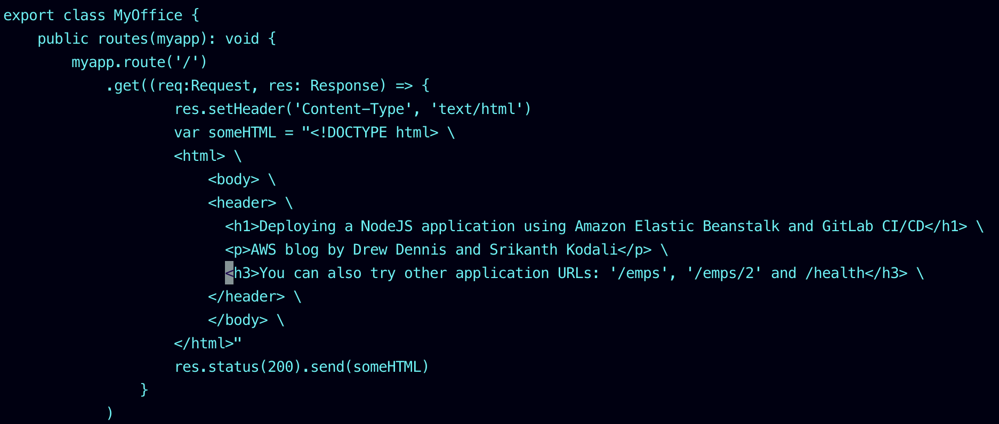 export class MyOffice {
    public routes(myapp): void {
        myapp.route('/')
            .get((req:Request, res: Response) => {
                    res.setHeader('Content-Type', 'text/html')
                    var someHTML = "<!DOCTYPE html> \
                    <html> \
                        <body> \
                        <header> \
                          <h1>Deploying a NodeJS application using Amazon Elastic Beanstalk and GitLab CI/CD</h1> \
                          <p>AWS blog by Drew Dennis and Srikanth Kodali</p> \
                          <h3>You can also try other application URLs: '/emps', '/emps/2' and /health</h3> \
                        </header> \
                        </body> \
                    </html>"
                    res.status(200).send(someHTML)
                }
            )